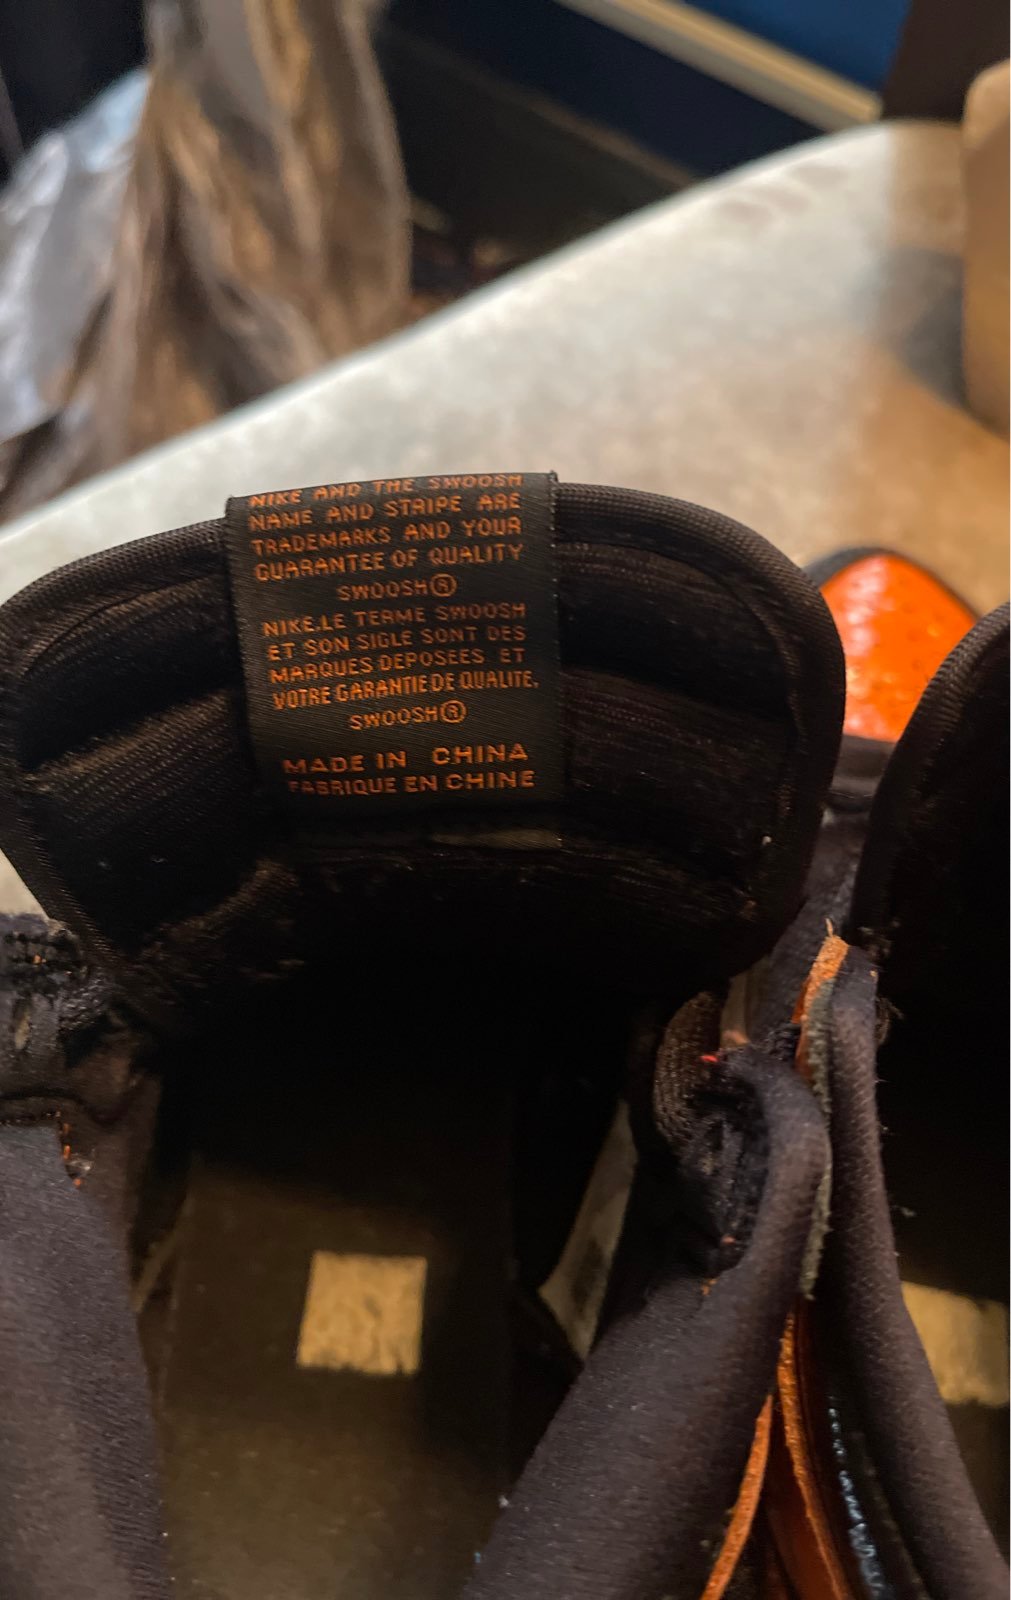 NIKE AND THE SWOOSH
NAME AND STRIPE ARE
TRADEMARKS AND YOUR
GUARANTEE OF QUALITY
SWOOSH®
NIKE.LE TERME SWOOSH
ET SON SIGLE SONT DES
MARQUES DEPOSEES ET
VOTRE GARANTIE DE QUALITE.
SWOOSH®
MADE IN CHINA
FABRIQUE EN CHINE